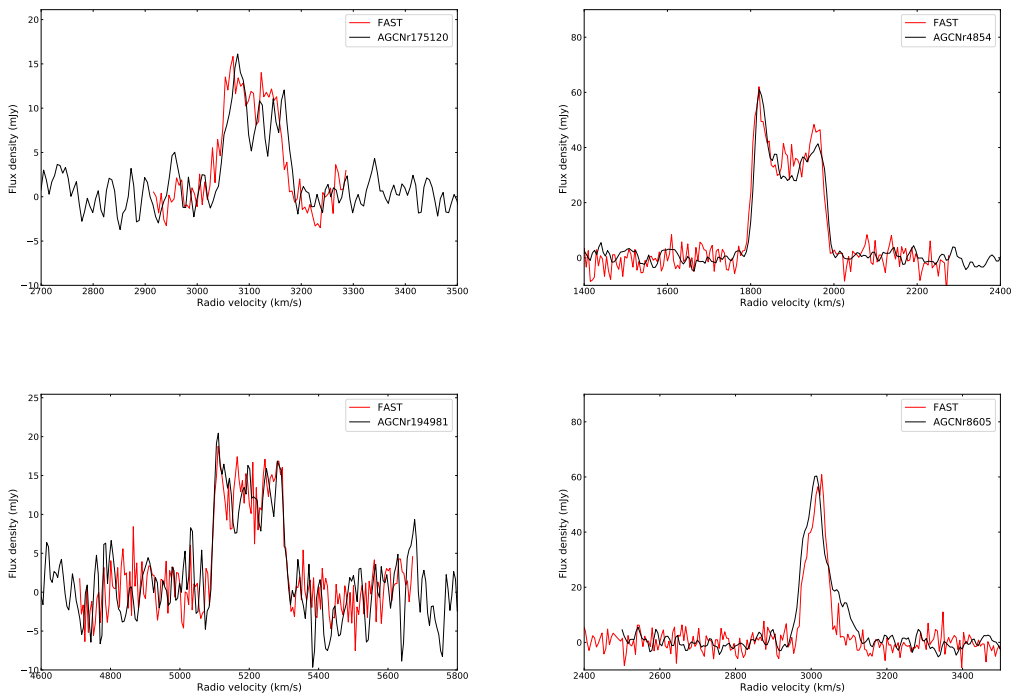 20
15
10
5
0
−5
−10
Flux density (mJy)
2700 2800 2900 3000 3100 3200 3300 3400 3500
Radio velocity (km/s)
FAST
AGCNr175120
80
60
40
20
0
Flux density (mJy)
1400 1600 1800 2000 2200 2400
Radio velocity (km/s)
FAST
AGCNr4854
25
20
15
10
5
0
−5
−10
Flux density (mJy)
4600 4800 5000 5200 5400 5600 5800
Radio velocity (km/s)
FAST
AGCNr194981
80
60
40
20
0
Flux density (mJy)
2400 2600 2800 3000 3200 3400
Radio velocity (km/s)
FAST
AGCNr8605